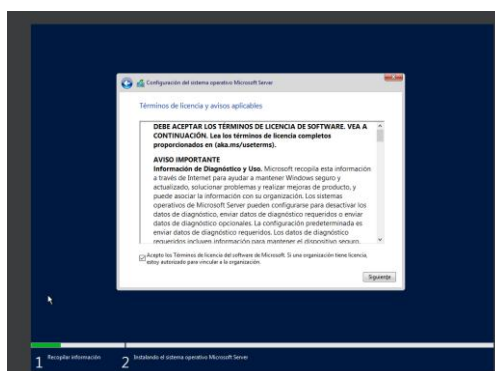 Configuración del sistema operativo Microsoft Server
Términos de licencia y avisos aplicables
DEBE ACEPTAR LOS TÉRMINOS DE LICENCIA DE SOFTWARE. VEA A
CONTINUACIÓN. Lea los términos de licencia completos
proporcionados en (aka.ms/useterms).
AVISO IMPORTANTE
Información de Diagnóstico y Uso. Microsoft recopila esta información
a través de Internet para ayudar a mantener Windows seguro y
actualizado, solucionar problemas y realizar mejoras de producto, y
puede asociar la información con su organización. Los sistemas
operativos de Microsoft Server pueden configurarse para desactivar los
datos de diagnóstico, enviar datos de diagnóstico requeridos o enviar
datos de diagnóstico opcionales. La configuración predeterminada es
enviar datos de diagnóstico requeridos. Los datos de diagnóstico
requeridos incluyen información para mantener el dispositivo seguro,
Acepto los Términos de licencia del software de Microsoft. Si una organización tiene licencia,
estoy autorizado para vincular a la organización.
Siguiente
1 Recopilar información
2 Instalando el sistema operativo Microsoft Server